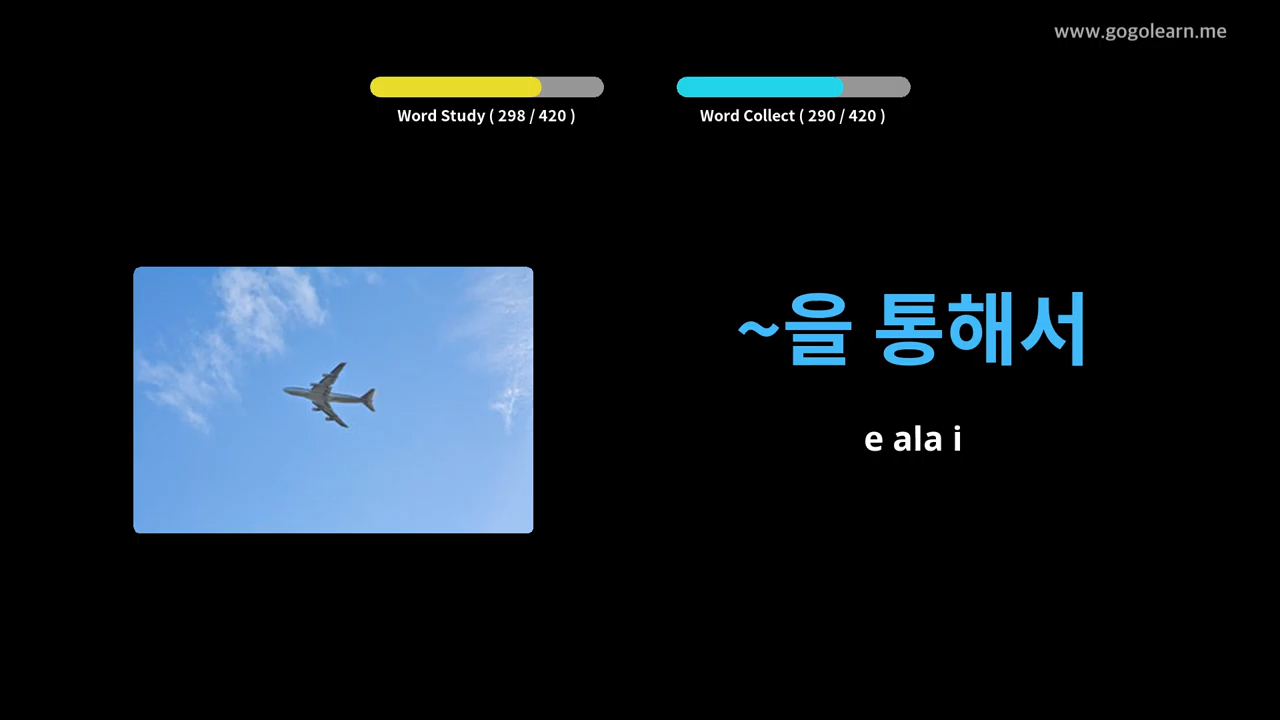 www.gogolearn.me
Word Study ( 298 / 420 )
Word Collect ( 290 / 420 )
~을 통해서
e ala i